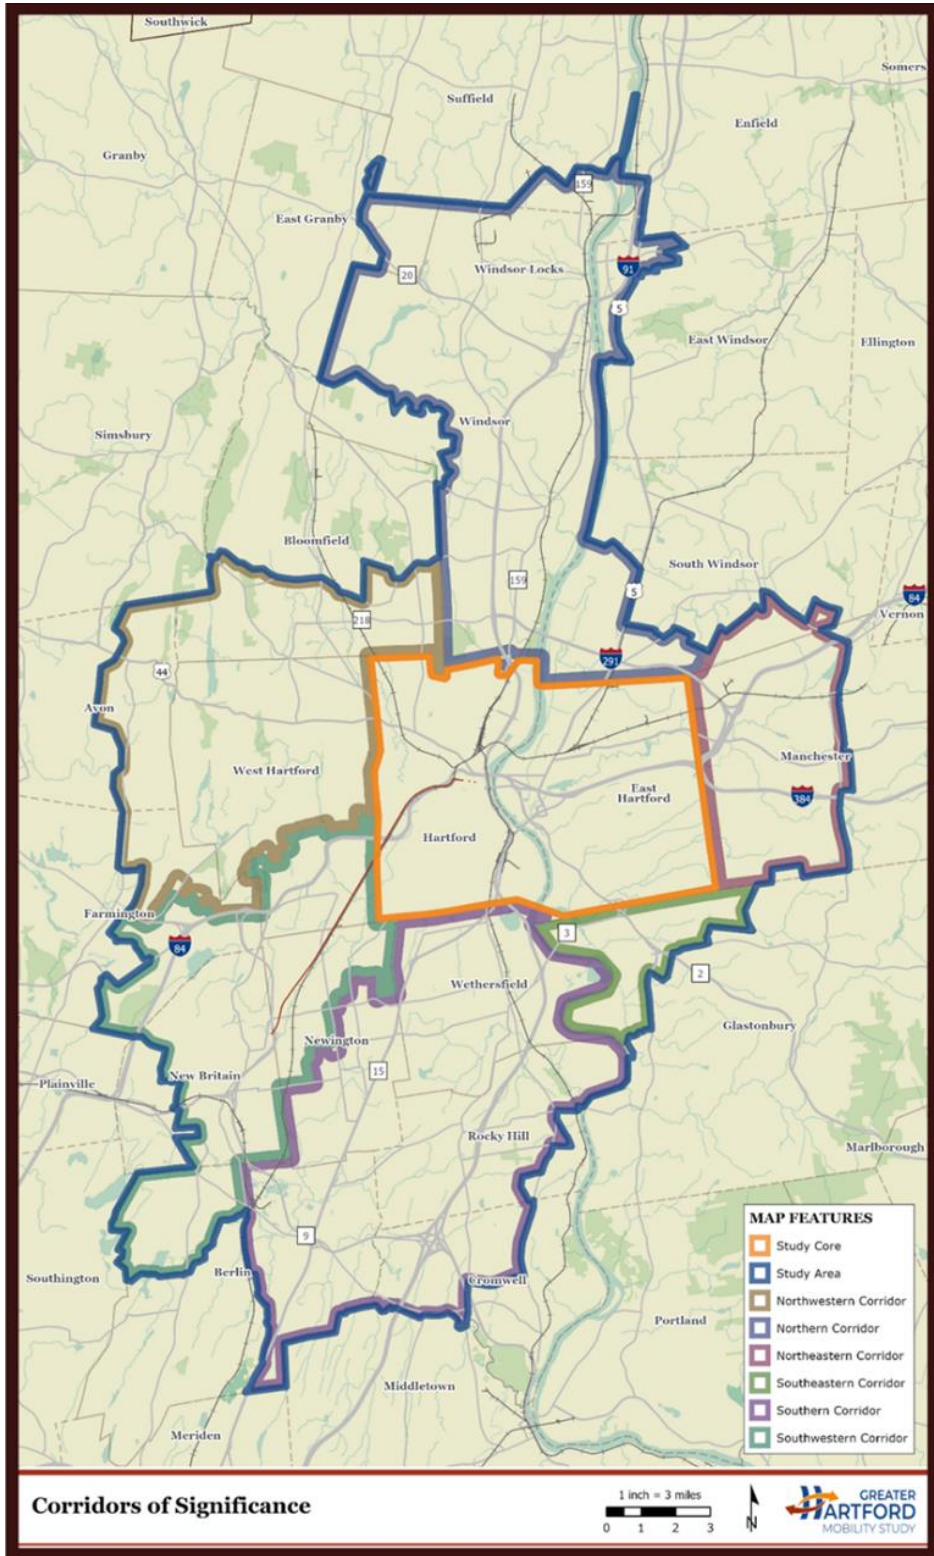 Southwick
Somers
Suffield
Enfield
Granby
159
East Granby
20
Windsor Locks
91
5
East Windsor
Ellington
Simsbury
Windsor
Bloomfield
South Windsor
159
5
84
Vernon
218
291
44
Avon
West Hartford
Manchester
East
Hartford
384
Hartford
Farmington
3
84
2
Wethersfield
Glastonbury
Newington
15
New Britain
Plainville
Rocky Hill
Marlborough
9
Southington
Berlin
Cromwell
Portland
Middletown
Meriden
MAP FEATURES
Study Core
Study Area
Northwestern Corridor
Northern Corridor
Northeastern Corridor
Southeastern Corridor
Southern Corridor
Southwestern Corridor
Corridors of Significance
1 inch = 3 miles
0 1 2 3
N
GREATER
HARTFORD
MOBILITY STUDY